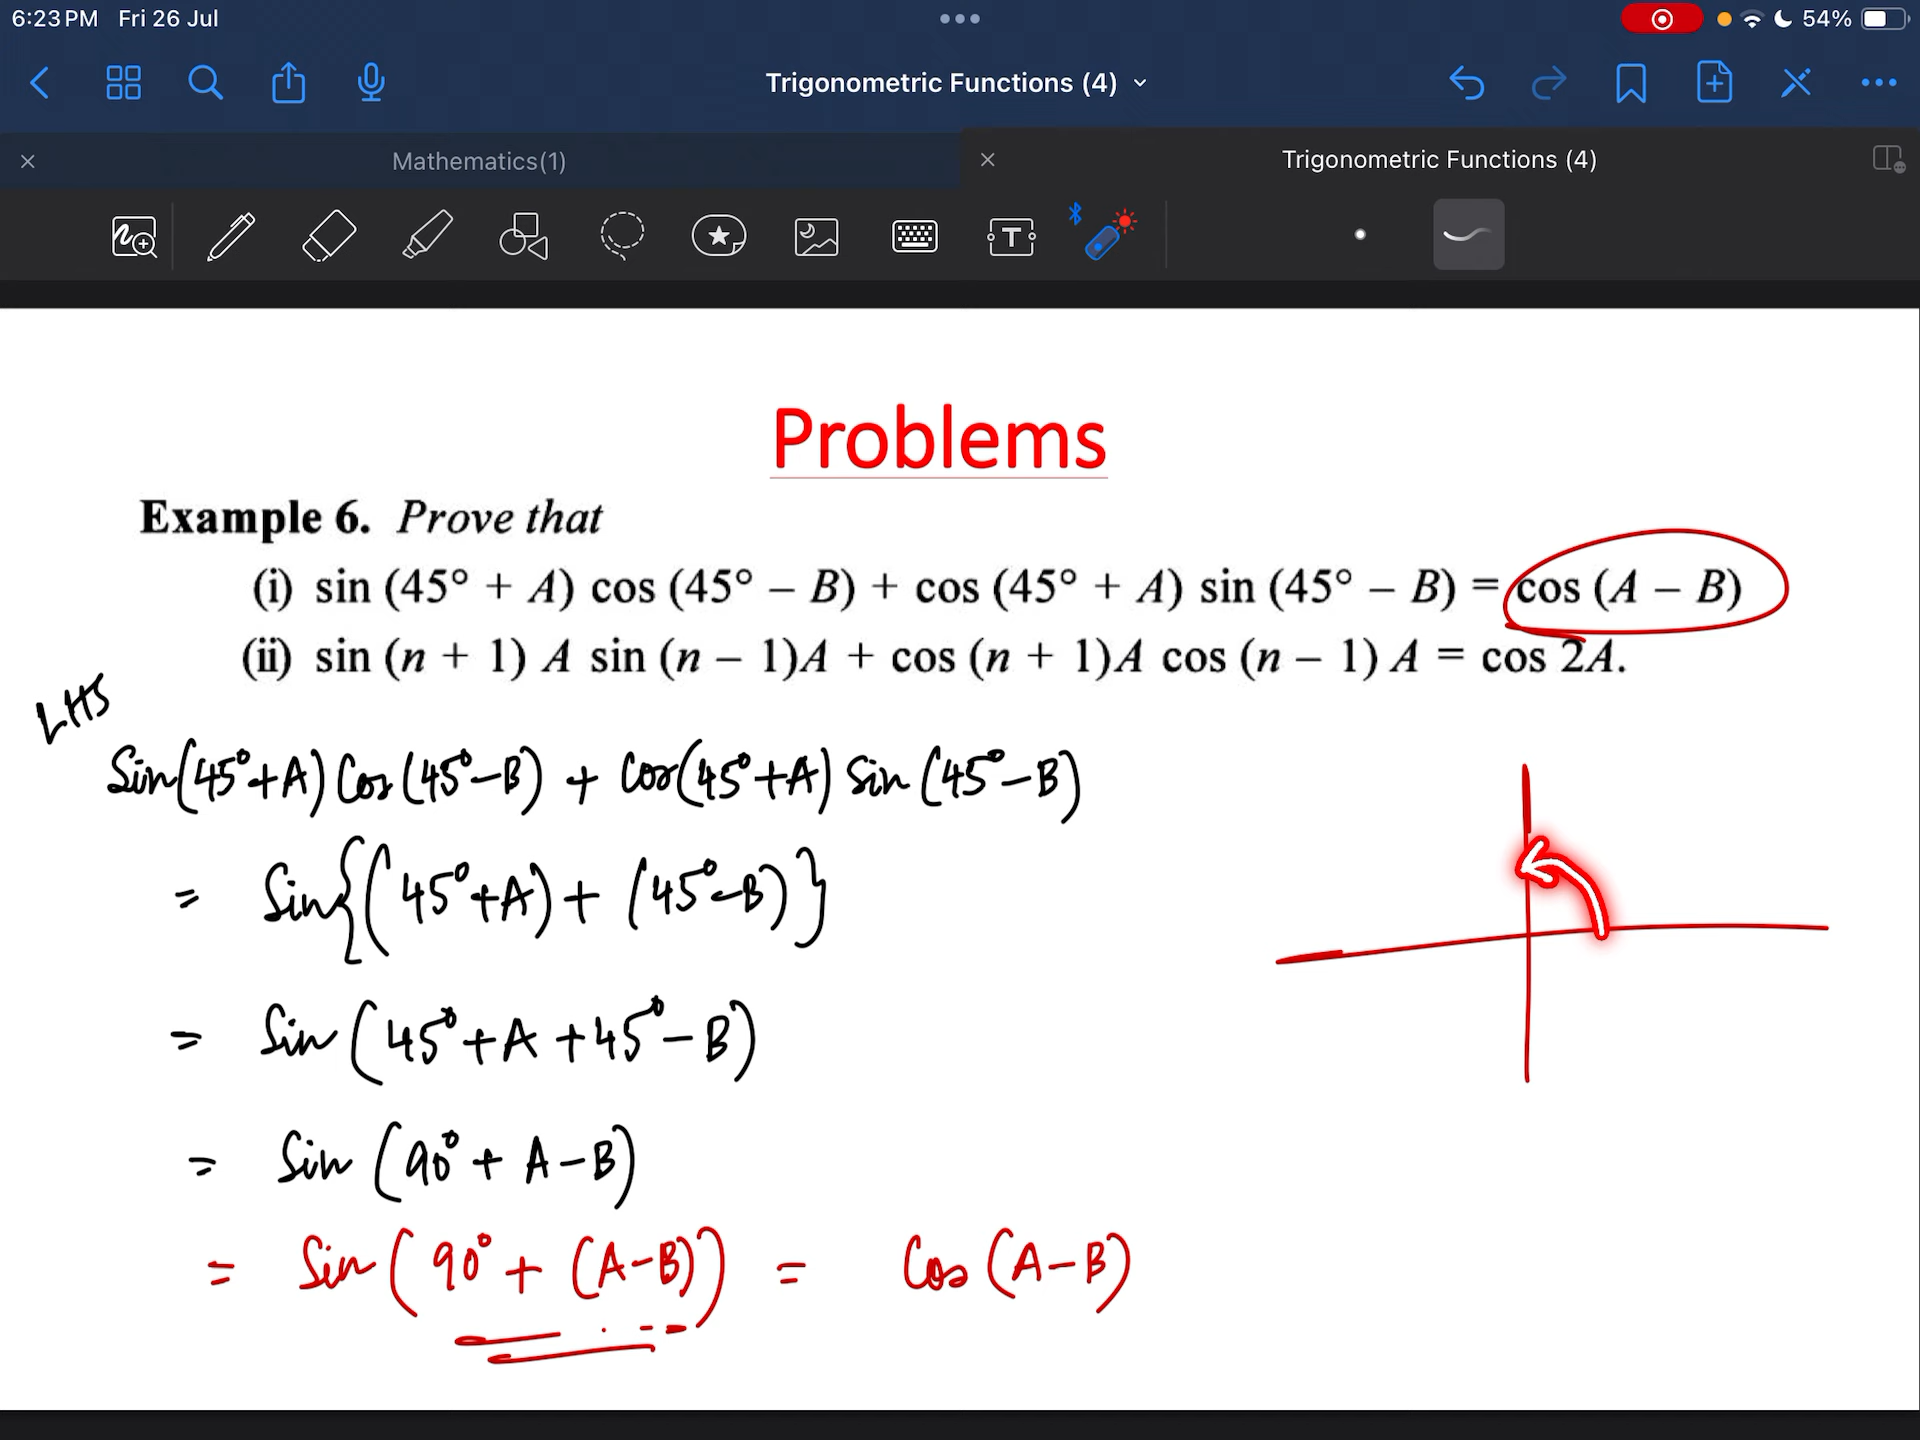 6:23 PM Fri 26 Jul
54%
Trigonometric Functions (4)
Mathematics(1)
Trigonometric Functions (4)
T
Problems
Example 6. Prove that
(i) sin (45° + A) cos (45° – B) + cos (45° + A) sin (45° – B) = cos (A – B)
(ii) sin (n + 1) A sin (n – 1)A + cos (n + 1)A cos (n – 1) A = cos 2A.
LHS
Sin(45°+A) Cos(45°-B) + Cos(45°+A) Sin(45°-B)
= Sin{(45°+A)+(45°-B)}
= Sin(45°+A+45°-B)
= Sin(90°+A-B)
= Sin(90°+(A-B)) = Cos(A-B)